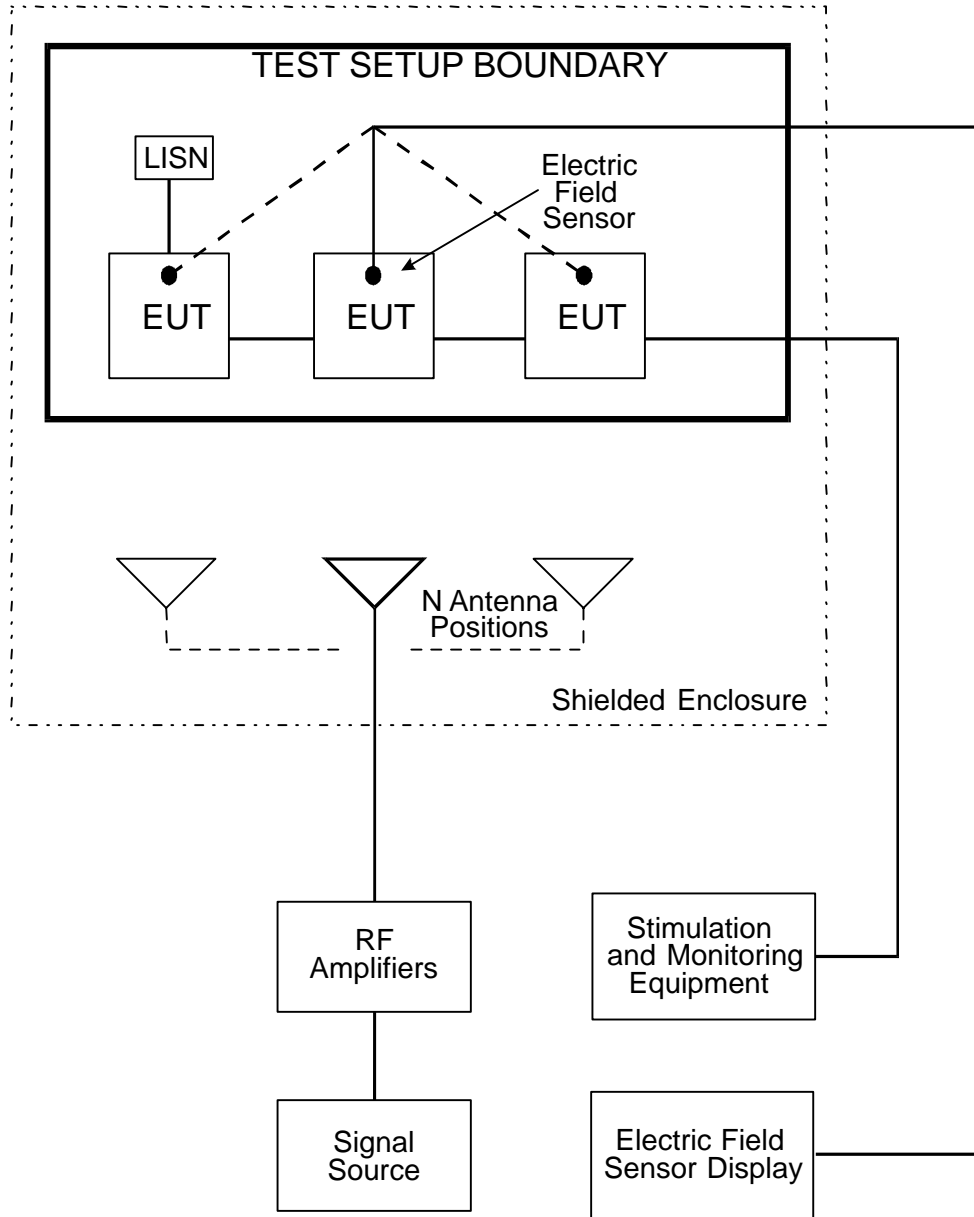 TEST SETUP BOUNDARY
LISN
Electric
Field
Sensor
EUT
EUT
EUT
N Antenna
Positions
Shielded Enclosure
RF
Amplifiers
Stimulation
and Monitoring
Equipment
Signal
Source
Electric Field
Sensor Display